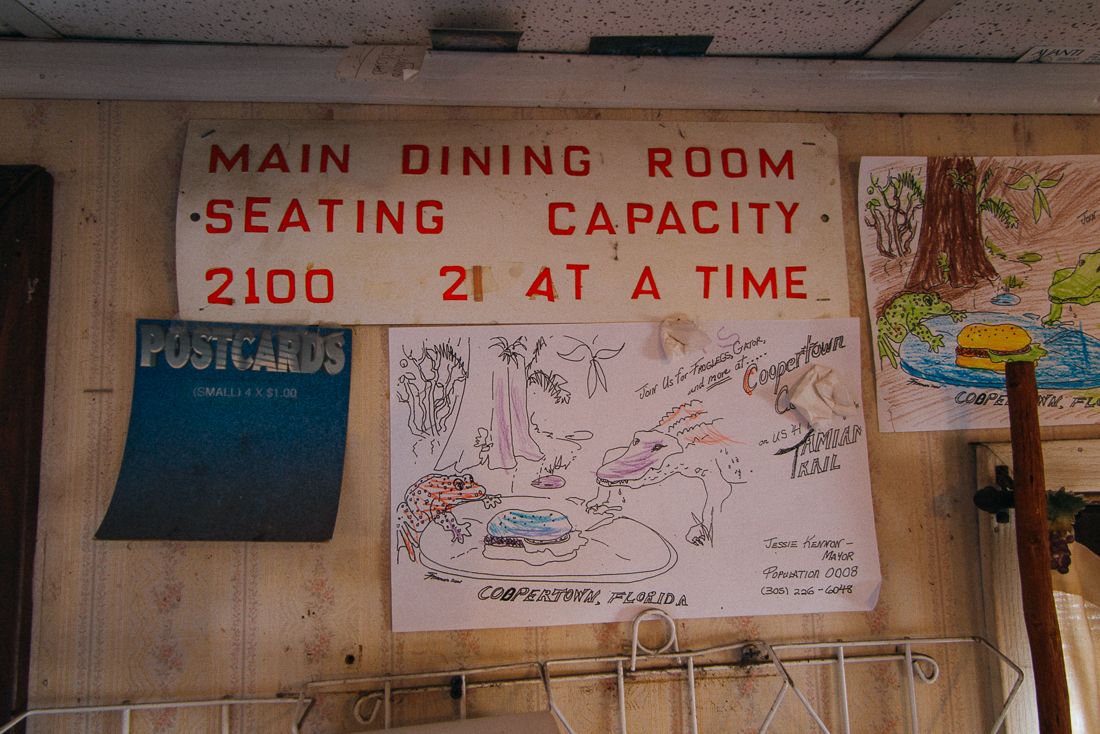 MAIN DINING ROOM
SEATING CAPACITY
2100 2 AT A TIME
POSTCARDS
(SMALL) 4 X $1.00
JOIN US FOR FROGLEGS, GATOR,
and more at.....
Coopertown
on US 41
TAMIAMI
TRAIL
JESSIE KENNON-
MAYOR
POPULATION 0008
(305) 226-6048
COOPERTOWN, FLORIDA
COOPERTOWN, FLO